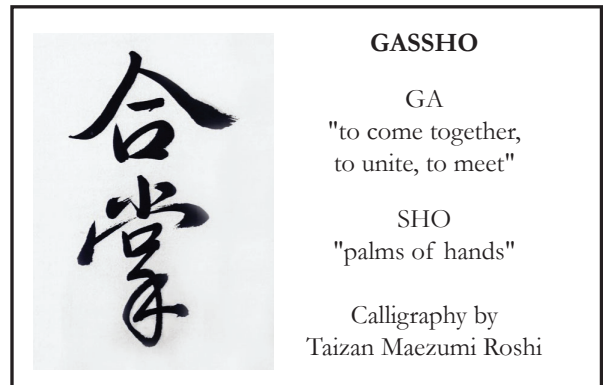 合
掌
GASSHO
GA
"to come together,
to unite, to meet"
SHO
"palms of hands"
Calligraphy by
Taizan Maezumi Roshi